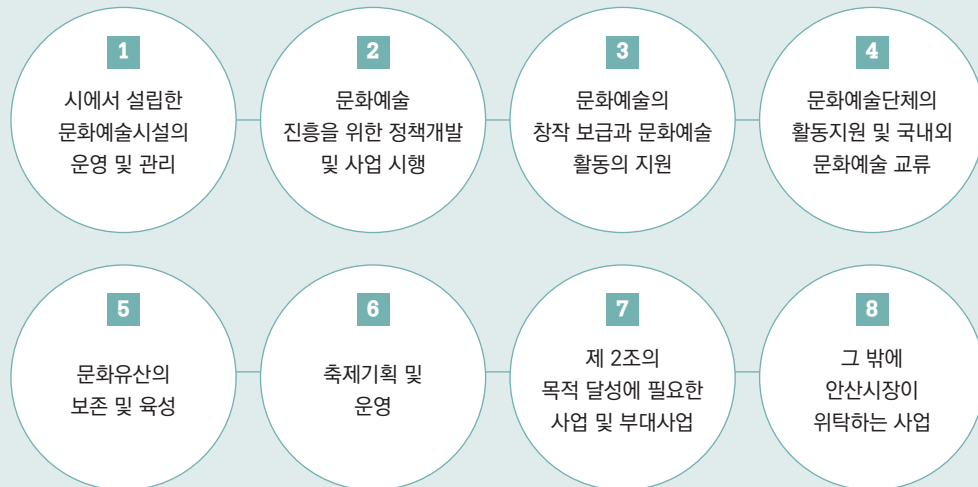 1
시에서 설립한
문화예술시설의
운영 및 관리
2
문화예술
진흥을 위한 정책개발
및 사업 시행
3
문화예술의
창작 보급과 문화예술
활동의 지원
4
문화예술단체의
활동지원 및 국내외
문화예술 교류
5
문화유산의
보존 및 육성
6
축제기획 및
운영
7
제 2조의
목적 달성에 필요한
사업 및 부대사업
8
그 밖에
안산시장이
위탁하는 사업